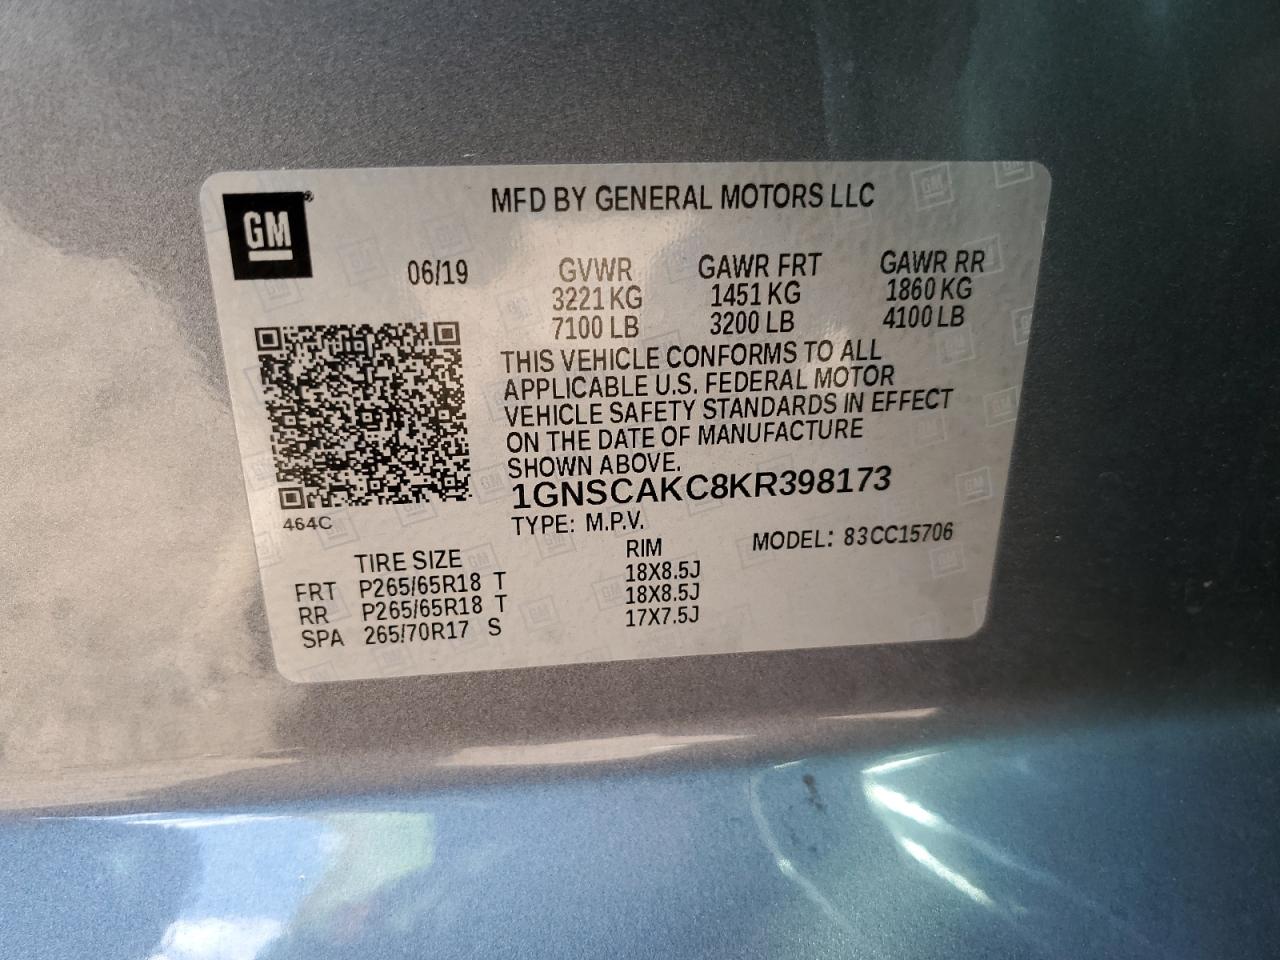 GM
MFD BY GENERAL MOTORS LLC
06/19
GVWR GAWR FRT GAWR RR
3221 KG 1451 KG 1860 KG
7100 LB 3200 LB 4100 LB
THIS VEHICLE CONFORMS TO ALL
APPLICABLE U.S. FEDERAL MOTOR
VEHICLE SAFETY STANDARDS IN EFFECT
ON THE DATE OF MANUFACTURE
SHOWN ABOVE.
1GNSCAKC8KR398173
464C
TYPE: M.P.V. MODEL: 83CC15706
TIRE SIZE RIM
FRT P265/65R18 T 18X8.5J
RR P265/65R18 T 18X8.5J
SPA 265/70R17 S 17X7.5J